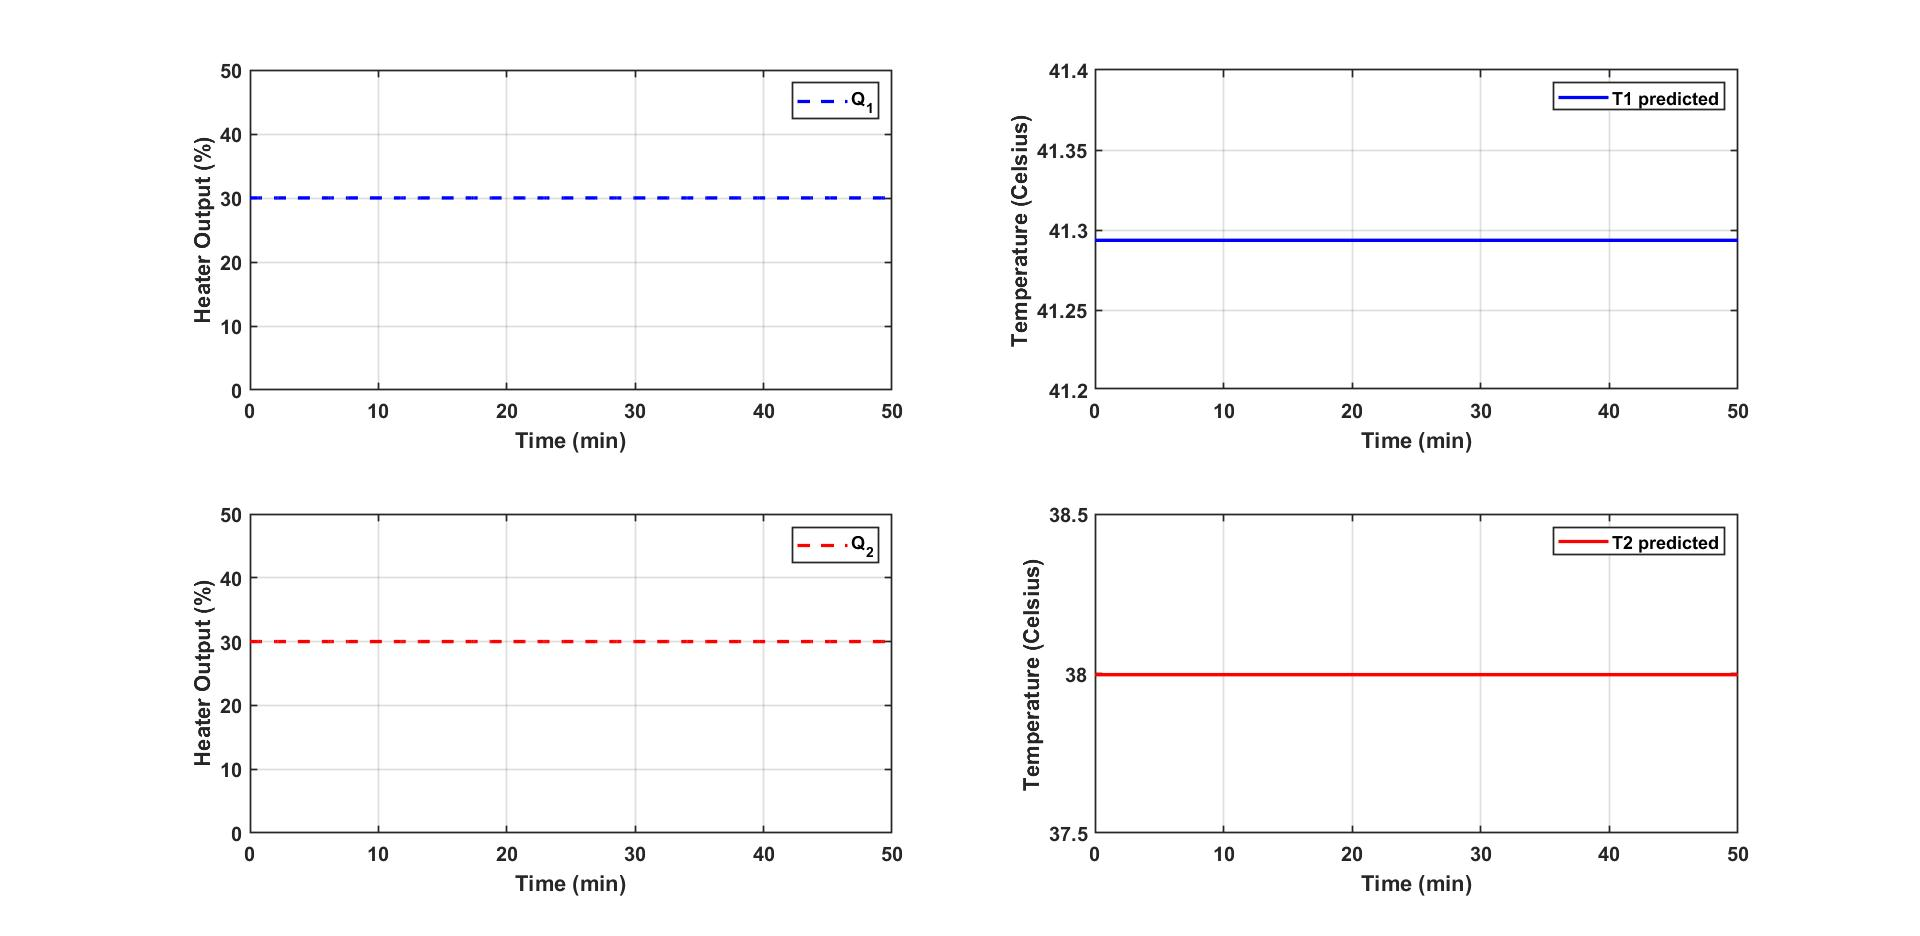 50
40
30
20
10
0
Heater Output (%)
Q1
0 10 20 30 40 50
Time (min)
41.4
41.35
41.3
41.25
41.2
Temperature (Celsius)
T1 predicted
0 10 20 30 40 50
Time (min)
50
40
30
20
10
0
Heater Output (%)
Q2
0 10 20 30 40 50
Time (min)
38.5
38
37.5
Temperature (Celsius)
T2 predicted
0 10 20 30 40 50
Time (min)